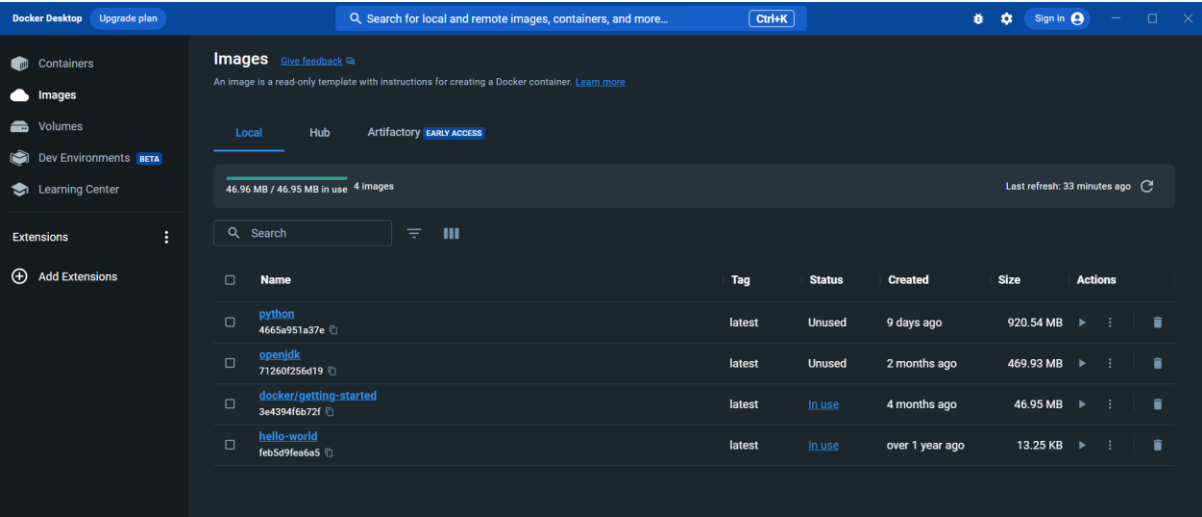 Docker Desktop Upgrade plan Search for local and remote images, containers, and more... Ctrl+K Sign in
Containers
Images
Volumes
Dev Environments BETA
Learning Center
Extensions
Add Extensions
Images Give feedback
An image is a read-only template with instructions for creating a Docker container. Learn more
Local Hub Artifactory EARLY ACCESS
46.96 MB / 46.95 MB in use 4 images Last refresh: 33 minutes ago
Search
Name Tag Status Created Size Actions
python
4665a951a37e
latest Unused 9 days ago 920.54 MB
openjdk
71260f256d19
latest Unused 2 months ago 469.93 MB
docker/getting-started
3e4394f6b72f
latest In use 4 months ago 46.95 MB
hello-world
feb5d9fea6a5
latest In use over 1 year ago 13.25 KB